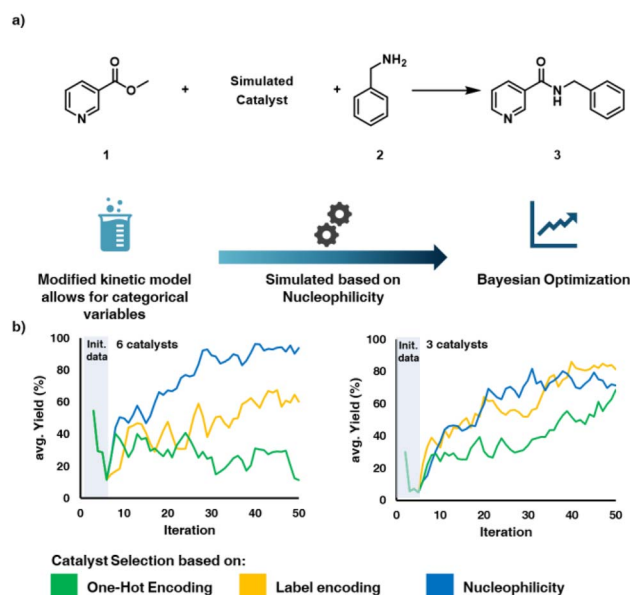 a)
O
O
N
1
+
Simulated
Catalyst
+
NH2
2
O
N
H
N
3
Modified kinetic model
allows for categorical
variables
Simulated based on
Nucleophilicity
Bayesian Optimization
b)
100
80
60
40
20
0
avg. Yield (%)
Init.
data
6 catalysts
0
10
20
30
40
50
Iteration
100
80
60
40
20
0
avg. Yield (%)
Init.
data
3 catalysts
0
10
20
30
40
50
Iteration
Catalyst Selection based on:
One-Hot Encoding
Label encoding
Nucleophilicity